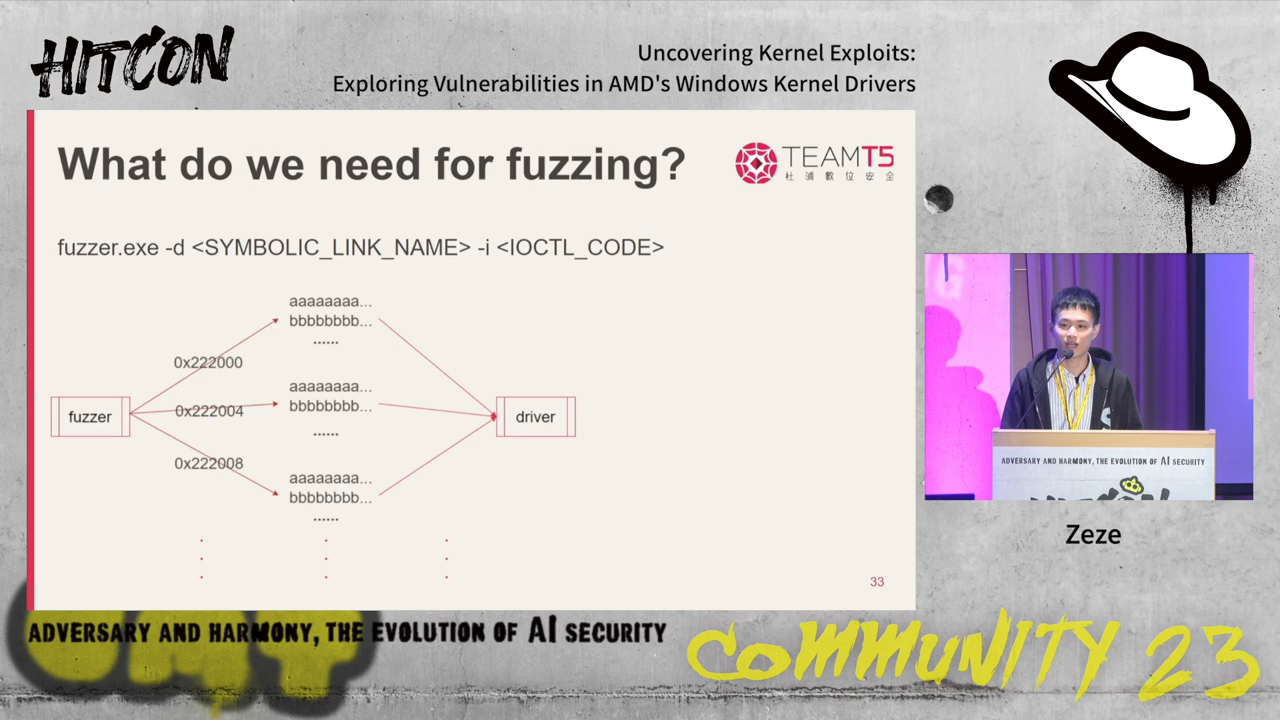 HITCON
Uncovering Kernel Exploits:
Exploring Vulnerabilities in AMD's Windows Kernel Drivers
What do we need for fuzzing?
TEAMT5
杜浦數位安全
fuzzer.exe -d <SYMBOLIC_LINK_NAME> -i <IOCTL_CODE>
aaaaaaaa...
bbbbbbbb...
......
0x222000
aaaaaaaa...
bbbbbbbb...
......
0x222004
fuzzer
driver
0x222008
aaaaaaaa...
bbbbbbbb...
......
33
ADVERSARY AND HARMONY, THE EVOLUTION OF AI SECURITY
Zeze
ADVERSARY AND HARMONY, THE EVOLUTION OF AI SECURITY
COMMUNITY 23